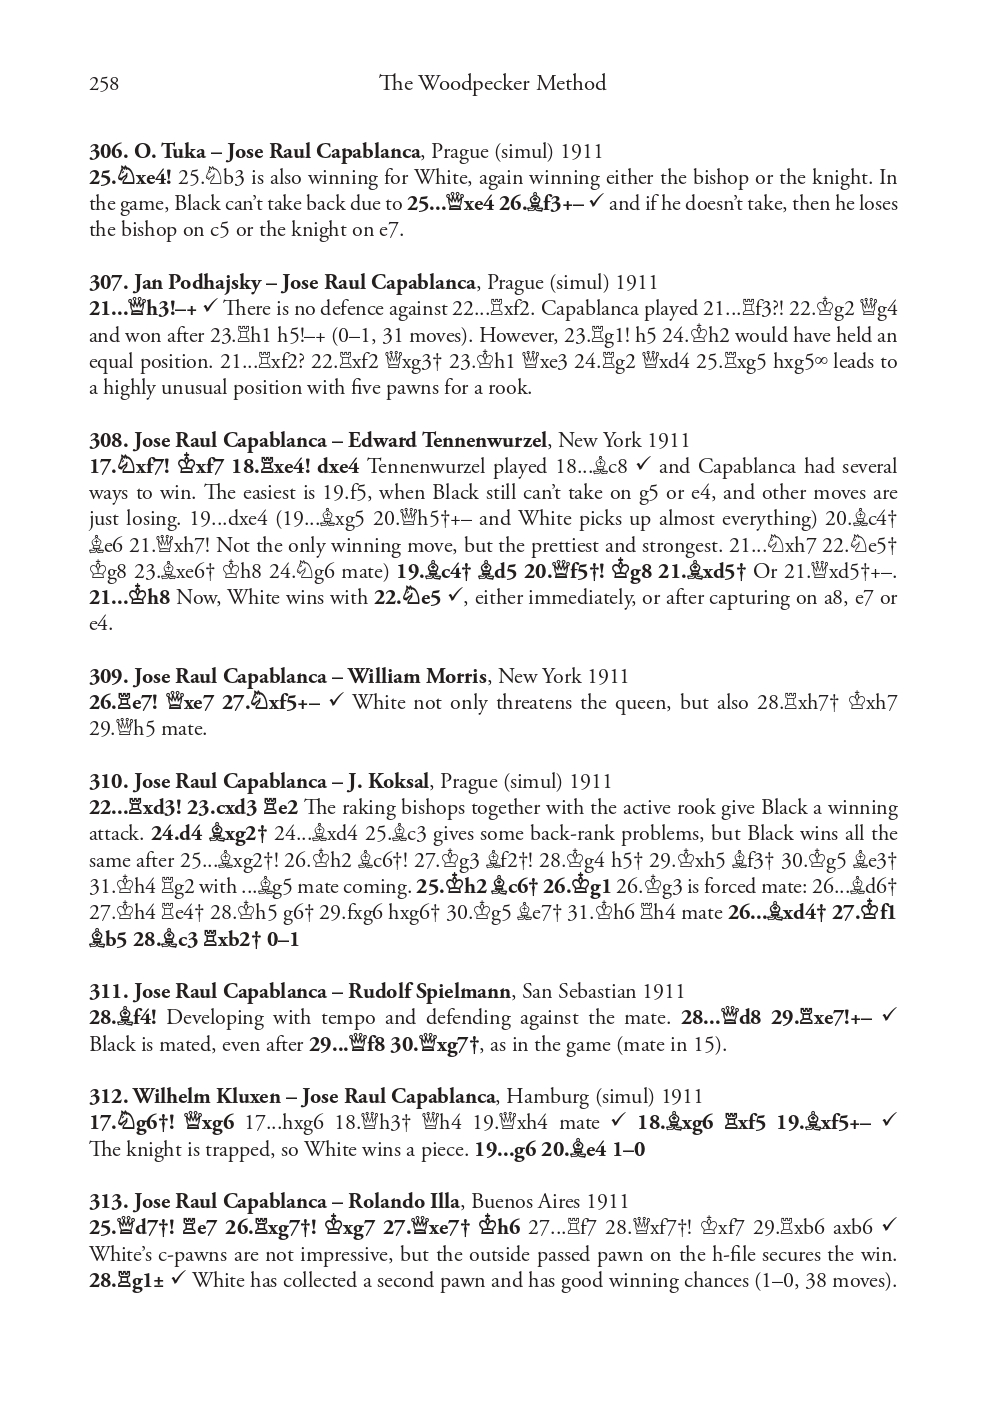 258 The Woodpecker Method
306. O. Tuka – Jose Raul Capablanca, Prague (simul) 1911
25.♘xe4! 25.♘b3 is also winning for White, again winning either the bishop or the knight. In
the game, Black can't take back due to 25...♕xe4 26.♗f3+– ✓ and if he doesn't take, then he loses
the bishop on c5 or the knight on e7.
307. Jan Podhajsky – Jose Raul Capablanca, Prague (simul) 1911
21...♕h3!–+ ✓ There is no defence against 22...♖xf2. Capablanca played 21...♖f3?! 22.♔g2 ♕g4
and won after 23.♖h1 h5!–+ (0–1, 31 moves). However, 23.♖g1! h5 24.♔h2 would have held an
equal position. 21...♖xf2? 22.♖xf2 ♕xg3† 23.♔h1 ♕xe3 24.♖g2 ♕xd4 25.♖xg5 hxg5∞ leads to
a highly unusual position with five pawns for a rook.
308. Jose Raul Capablanca – Edward Tennenwurzel, New York 1911
17.♘xf7! ♔xf7 18.♖xe4! dxe4 Tennenwurzel played 18...♗c8 ✓ and Capablanca had several
ways to win. The easiest is 19.f5, when Black still can't take on g5 or e4, and other moves are
just losing. 19...dxe4 (19...♗xg5 20.♕h5†+– and White picks up almost everything) 20.♗c4†
♗e6 21.♕xh7! Not the only winning move, but the prettiest and strongest. 21...♘xh7 22.♘e5†
♔g8 23.♗xe6† ♔h8 24.♘g6 mate) 19.♗c4† ♗d5 20.♕f5†! ♔g8 21.♗xd5† Or 21.♕xd5†+–.
21...♔h8 Now, White wins with 22.♘e5 ✓, either immediately, or after capturing on a8, e7 or
e4.
309. Jose Raul Capablanca – William Morris, New York 1911
26.♖e7! ♕xe7 27.♘xf5+– ✓ White not only threatens the queen, but also 28.♖xh7† ♔xh7
29.♕h5 mate.
310. Jose Raul Capablanca – J. Koksal, Prague (simul) 1911
22...♖xd3! 23.cxd3 ♖e2 The raking bishops together with the active rook give Black a winning
attack. 24.d4 ♗xg2† 24...♗xd4 25.♗c3 gives some back-rank problems, but Black wins all the
same after 25...♗xg2†! 26.♔h2 ♗c6†! 27.♔g3 ♗f2†! 28.♔g4 h5† 29.♔xh5 ♗f3† 30.♔g5 ♗e3†
31.♔h4 ♖g2 with ...♗g5 mate coming. 25.♔h2 ♗c6† 26.♔g1 26.♔g3 is forced mate: 26...♗d6†
27.♔h4 ♖e4† 28.♔h5 g6† 29.fxg6 hxg6† 30.♔g5 ♗e7† 31.♔h6 ♖h4 mate 26...♗xd4† 27.♔f1
♗b5 28.♗c3 ♖xb2† 0–1
311. Jose Raul Capablanca – Rudolf Spielmann, San Sebastian 1911
28.♗f4! Developing with tempo and defending against the mate. 28...♕d8 29.♖xe7!+– ✓
Black is mated, even after 29...♕f8 30.♕xg7†, as in the game (mate in 15).
312. Wilhelm Kluxen – Jose Raul Capablanca, Hamburg (simul) 1911
17.♘g6†! ♕xg6 17...hxg6 18.♕h3† ♕h4 19.♕xh4 mate ✓ 18.♗xg6 ♖xf5 19.♗xf5+– ✓
The knight is trapped, so White wins a piece. 19...g6 20.♗e4 1–0
313. Jose Raul Capablanca – Rolando Illa, Buenos Aires 1911
25.♕d7†! ♖e7 26.♖xg7†! ♔xg7 27.♕xe7† ♔h6 27...♖f7 28.♕xf7†! ♔xf7 29.♖xb6 axb6 ✓
White's c-pawns are not impressive, but the outside passed pawn on the h-file secures the win.
28.♖g1± ✓ White has collected a second pawn and has good winning chances (1–0, 38 moves).